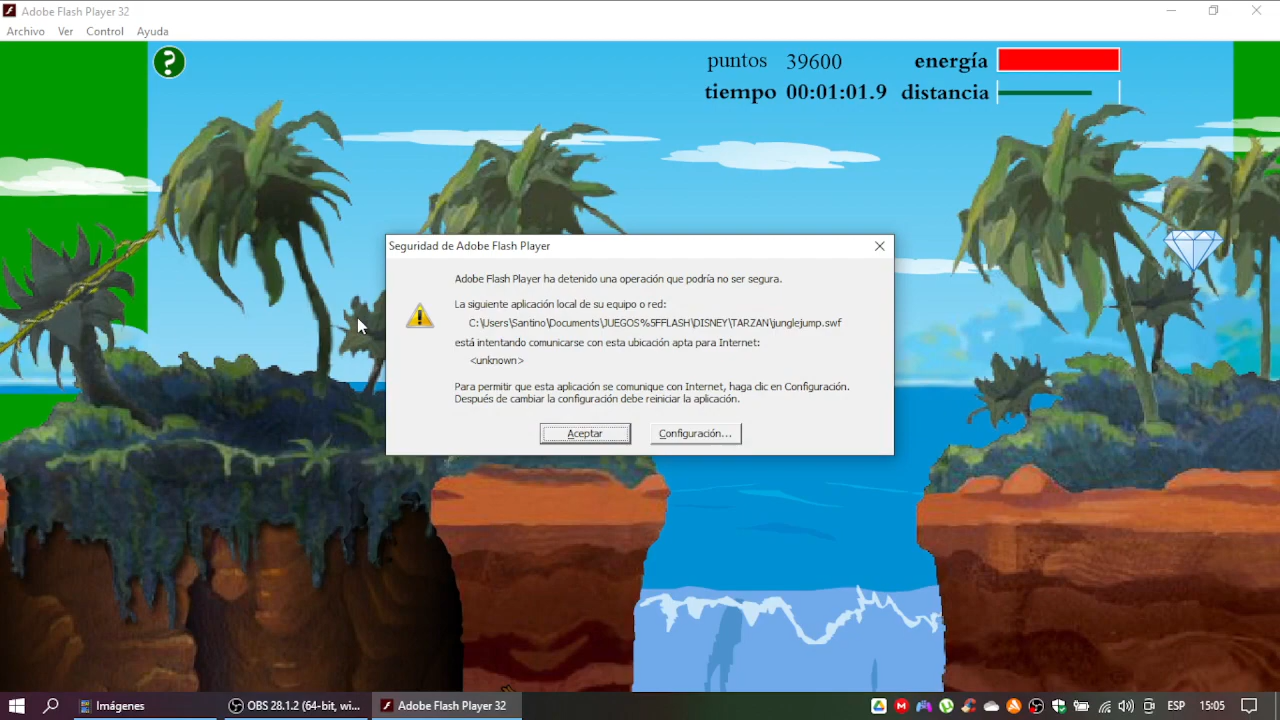 Adobe Flash Player 32
Archivo Ver Control Ayuda
?
puntos 39600 energía
tiempo 00:01:01.9 distancia
Seguridad de Adobe Flash Player
Adobe Flash Player ha detenido una operación que podría no ser segura.
La siguiente aplicación local de su equipo o red:
C:\Users\Santino\Documents\JUEGOS%5FFLASH\DISNEY\TARZAN\junglejump.swf
está intentando comunicarse con esta ubicación apta para Internet:
<unknown>
Para permitir que esta aplicación se comunique con Internet, haga clic en Configuración.
Después de cambiar la configuración debe reiniciar la aplicación.
Aceptar Configuración...
Imágenes OBS 28.1.2 (64-bit, wi... Adobe Flash Player 32 ESP 15:05